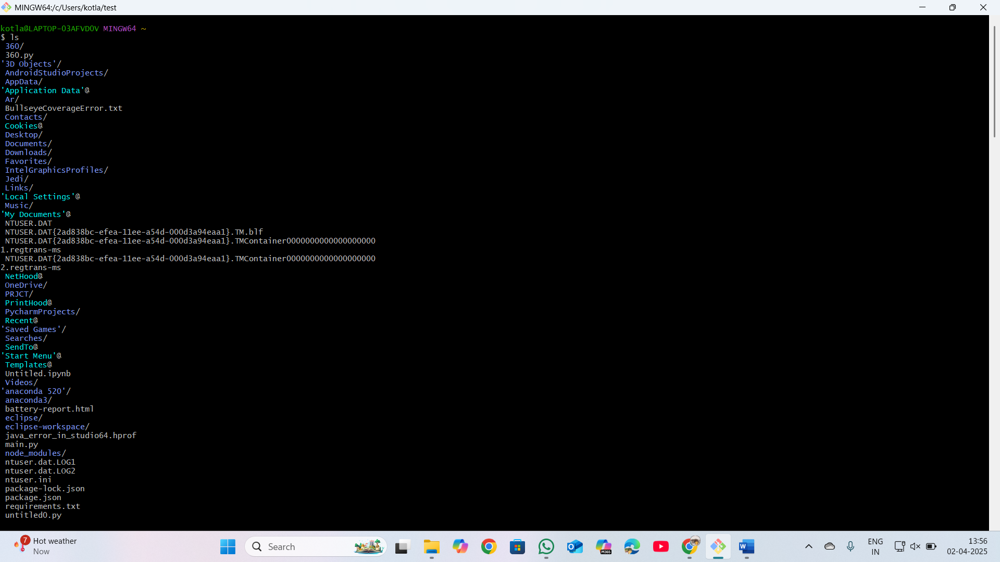 MINGW64:/c/Users/kotla/test
kotla@LAPTOP-03AFVD0V MINGW64 ~
$ ls
360/
360.py
'3D Objects'/
AndroidStudioProjects/
AppData/
'Application Data'@
Ar/
BullseyeCoverageError.txt
Contacts/
Cookies@
Desktop/
Documents/
Downloads/
Favorites/
IntelGraphicsProfiles/
Jedi/
Links/
'Local Settings'@
Music/
'My Documents'@
NTUSER.DAT
NTUSER.DAT{2ad838bc-efea-11ee-a54d-000d3a94eaa1}.TM.blf
NTUSER.DAT{2ad838bc-efea-11ee-a54d-000d3a94eaa1}.TMContainer0000000000000000000
1.regtrans-ms
NTUSER.DAT{2ad838bc-efea-11ee-a54d-000d3a94eaa1}.TMContainer0000000000000000000
2.regtrans-ms
NetHood@
OneDrive/
PRJCT/
PrintHood@
PycharmProjects/
Recent@
'Saved Games'/
Searches/
SendTo@
'Start Menu'@
Templates@
Untitled.ipynb
Videos/
'anaconda 520'/
anaconda3/
battery-report.html
eclipse/
eclipse-workspace/
java_error_in_studio64.hprof
main.py
node_modules/
ntuser.dat.LOG1
ntuser.dat.LOG2
ntuser.ini
package-lock.json
package.json
requirements.txt
untitled0.py
7
Hot weather
Now
Search
M365
ENG
IN
13:56
02-04-2025